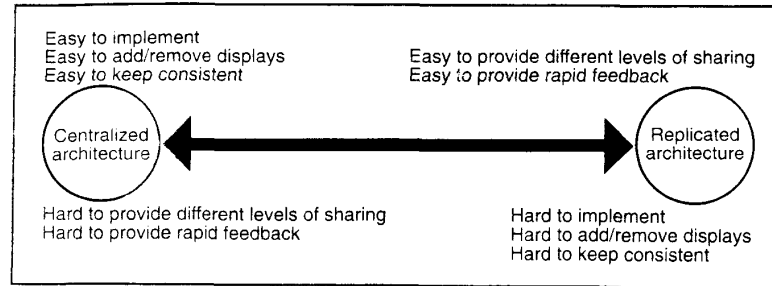 Easy to implement
Easy to add/remove displays
Easy to keep consistent
Easy to provide different levels of sharing
Easy to provide rapid feedback
Centralized
architecture
Replicated
architecture
Hard to provide different levels of sharing
Hard to provide rapid feedback
Hard to implement
Hard to add/remove displays
Hard to keep consistent